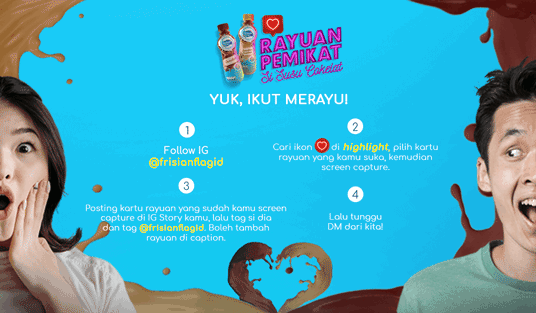 RAYUAN
PEMIKAT
Si Susu Cokelat
YUK, IKUT MERAYU!
1
Follow IG
@frisianflagid
2
Cari ikon di highlight, pilih kartu
rayuan yang kamu suka, kemudian
screen capture.
3
Posting kartu rayuan yang sudah kamu screen
capture di IG Story kamu, lalu tag si dia
dan tag @frisianflagid. Boleh tambah
rayuan di caption.
4
Lalu tunggu
DM dari kita!